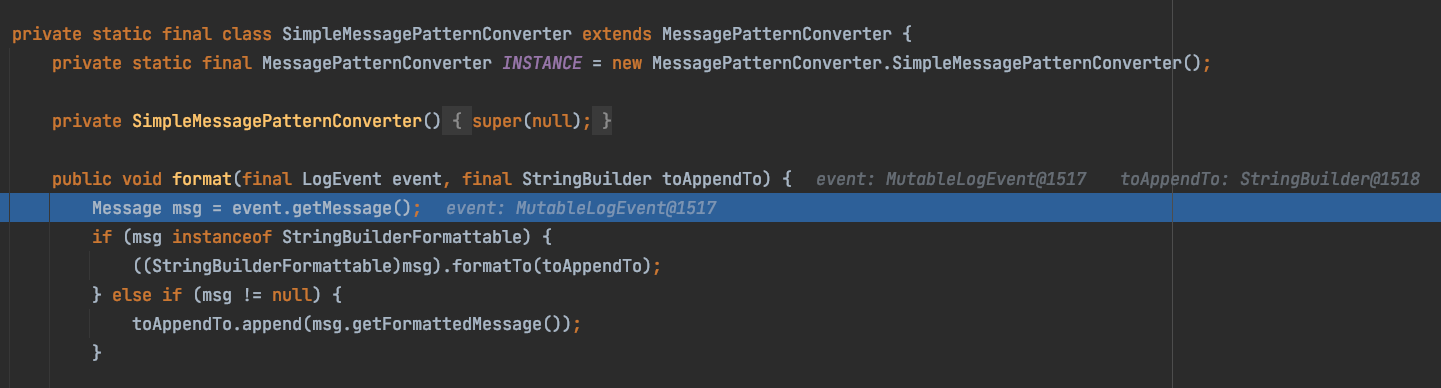 private static final class SimpleMessagePatternConverter extends MessagePatternConverter {
    private static final MessagePatternConverter INSTANCE = new MessagePatternConverter.SimpleMessagePatternConverter();
    private SimpleMessagePatternConverter() { super(null); }
    public void format(final LogEvent event, final StringBuilder toAppendTo) {  event: MutableLogEvent@1517  toAppendTo: StringBuilder@1518
        Message msg = event.getMessage();  event: MutableLogEvent@1517
        if (msg instanceof StringBuilderFormattable) {
            ((StringBuilderFormattable)msg).formatTo(toAppendTo);
        } else if (msg != null) {
            toAppendTo.append(msg.getFormattedMessage());
        }